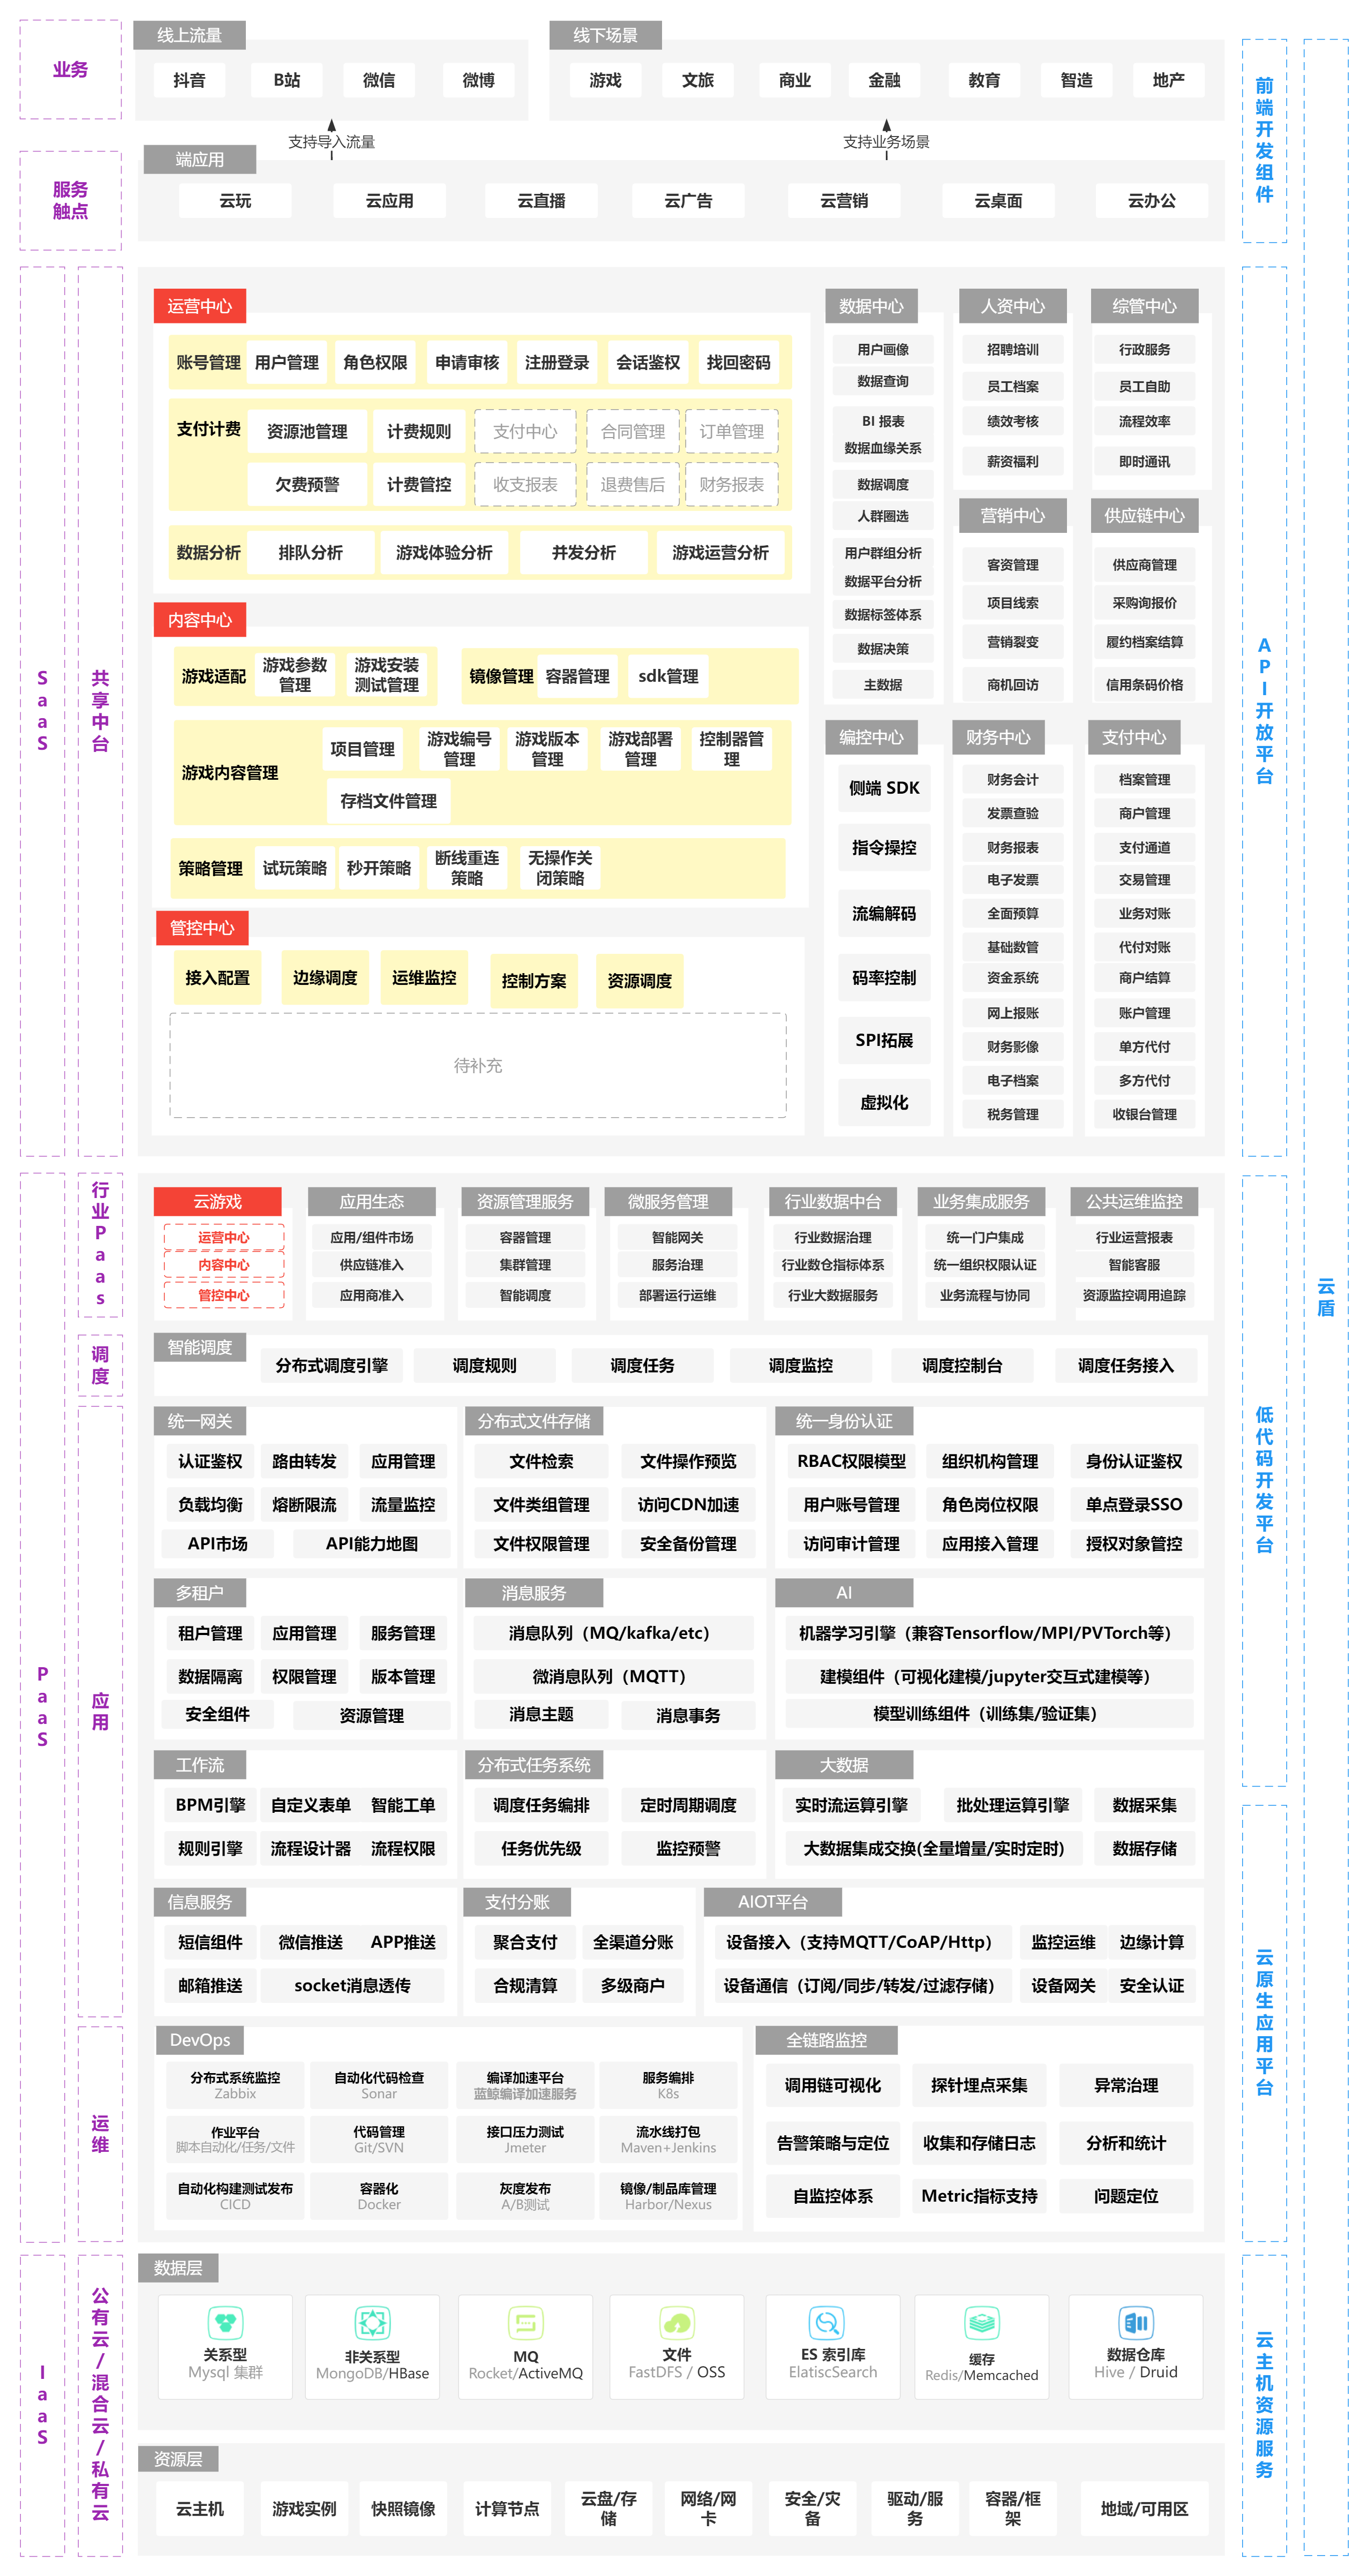 业务
线上流量
抖音
B站
微信
微博
线下场景
游戏
文旅
商业
金融
教育
智造
地产
支持导入流量
支持业务场景
服务
触点
端应用
云玩
云应用
云直播
云广告
云营销
云桌面
云办公
前端开发组件
SaaS
共享中台
运营中心
账号管理
用户管理
角色权限
申请审核
注册登录
会话鉴权
找回密码
支付计费
资源池管理
计费规则
支付中心
合同管理
订单管理
欠费预警
计费管控
收支报表
退费售后
财务报表
数据分析
排队分析
游戏体验分析
并发分析
游戏运营分析
内容中心
游戏适配
游戏参数
管理
游戏安装
测试管理
镜像管理
容器管理
sdk管理
游戏内容管理
项目管理
游戏编号
管理
游戏版本
管理
游戏部署
管理
控制器管
理
存档文件管理
策略管理
试玩策略
秒开策略
断线重连
策略
无操作关
闭策略
管控中心
接入配置
边缘调度
运维监控
控制方案
资源调度
待补充
数据中心
用户画像
数据查询
BI 报表
数据血缘关系
数据调度
人群圈选
用户群组分析
数据平台分析
数据标签体系
数据决策
主数据
人资中心
招聘培训
员工档案
绩效考核
薪资福利
综管中心
行政服务
员工自助
流程效率
即时通讯
营销中心
客资管理
项目线索
营销裂变
商机回访
供应链中心
供应商管理
采购询报价
履约档案结算
信用条码价格
编控中心
侧端 SDK
指令操控
流编解码
码率控制
SPI拓展
虚拟化
财务中心
财务会计
发票查验
财务报表
电子发票
全面预算
基础数管
资金系统
网上报账
财务影像
电子档案
税务管理
支付中心
档案管理
商户管理
支付通道
交易管理
业务对账
代付对账
商户结算
账户管理
单方代付
多方代付
收银台管理
API开放平台
云盾
PaaS
行业Paas
云游戏
运营中心
内容中心
管控中心
应用生态
应用/组件市场
供应链准入
应用商准入
资源管理服务
容器管理
集群管理
智能调度
微服务管理
智能网关
服务治理
部署运行运维
行业数据中台
行业数据治理
行业数仓指标体系
行业大数据服务
业务集成服务
统一门户集成
统一组织权限认证
业务流程与协同
公共运维监控
行业运营报表
智能客服
资源监控调用追踪
调度
智能调度
分布式调度引擎
调度规则
调度任务
调度监控
调度控制台
调度任务接入
应用
统一网关
认证鉴权
路由转发
应用管理
负载均衡
熔断限流
流量监控
API市场
API能力地图
分布式文件存储
文件检索
文件操作预览
文件类组管理
访问CDN加速
文件权限管理
安全备份管理
统一身份认证
RBAC权限模型
组织机构管理
身份认证鉴权
用户账号管理
角色岗位权限
单点登录SSO
访问审计管理
应用接入管理
授权对象管控
多租户
租户管理
应用管理
服务管理
数据隔离
权限管理
版本管理
安全组件
资源管理
消息服务
消息队列（MQ/kafka/etc）
微消息队列（MQTT）
消息主题
消息事务
AI
机器学习引擎（兼容Tensorflow/MPI/PVTorch等）
建模组件（可视化建模/jupyter交互式建模等）
模型训练组件（训练集/验证集）
工作流
BPM引擎
自定义表单
智能工单
规则引擎
流程设计器
流程权限
分布式任务系统
调度任务编排
定时周期调度
任务优先级
监控预警
大数据
实时流运算引擎
批处理运算引擎
数据采集
大数据集成交换(全量增量/实时定时)
数据存储
信息服务
短信组件
微信推送
APP推送
邮箱推送
socket消息透传
支付分账
聚合支付
全渠道分账
合规清算
多级商户
AIOT平台
设备接入（支持MQTT/CoAP/Http）
监控运维
边缘计算
设备通信（订阅/同步/转发/过滤存储）
设备网关
安全认证
低代码开发平台
运维
DevOps
分布式系统监控
Zabbix
自动化代码检查
Sonar
编译加速平台
蓝鲸编译加速服务
服务编排
K8s
作业平台
脚本自动化/任务/文件
代码管理
Git/SVN
接口压力测试
Jmeter
流水线打包
Maven+Jenkins
自动化构建测试发布
CICD
容器化
Docker
灰度发布
A/B测试
镜像/制品库管理
Harbor/Nexus
全链路监控
调用链可视化
探针埋点采集
异常治理
告警策略与定位
收集和存储日志
分析和统计
自监控体系
Metric指标支持
问题定位
云原生应用平台
IaaS
公有云/混合云/私有云
数据层
关系型
Mysql 集群
非关系型
MongoDB/HBase
MQ
Rocket/ActiveMQ
文件
FastDFS / OSS
ES 索引库
ElatiscSearch
缓存
Redis/Memcached
数据仓库
Hive / Druid
资源层
云主机
游戏实例
快照镜像
计算节点
云盘/存
储
网络/网
卡
安全/灾
备
驱动/服
务
容器/框
架
地域/可用区
云主机资源服务